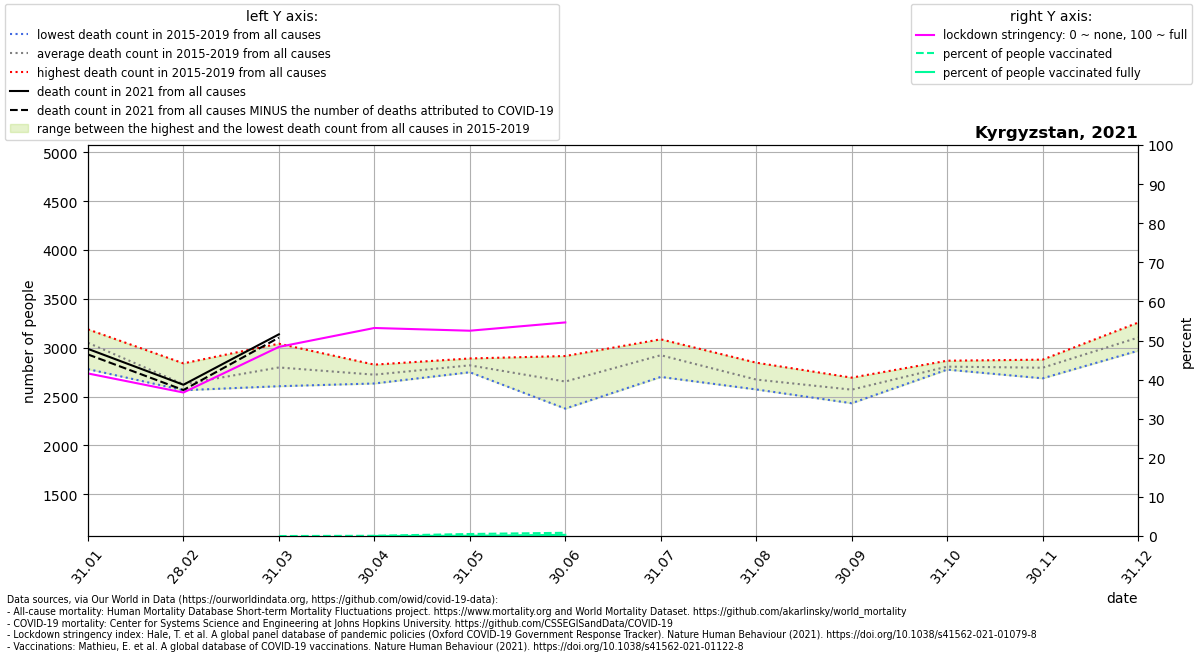 left Y axis:
lowest death count in 2015-2019 from all causes
average death count in 2015-2019 from all causes
highest death count in 2015-2019 from all causes
death count in 2021 from all causes
death count in 2021 from all causes MINUS the number of deaths attributed to COVID-19
range between the highest and the lowest death count from all causes in 2015-2019
right Y axis:
lockdown stringency: 0 ~ none, 100 ~ full
percent of people vaccinated
percent of people vaccinated fully
Kyrgyzstan, 2021
number of people
5000
4500
4000
3500
3000
2500
2000
1500
100
90
80
70
60
50
40
30
20
10
0
percent
31.01
28.02
31.03
30.04
31.05
30.06
31.07
31.08
30.09
31.10
30.11
31.12
date
Data sources, via Our World in Data (https://ourworldindata.org, https://github.com/owid/covid-19-data):
- All-cause mortality: Human Mortality Database Short-term Mortality Fluctuations project. https://www.mortality.org and World Mortality Dataset. https://github.com/akarlinsky/world_mortality
- COVID-19 mortality: Center for Systems Science and Engineering at Johns Hopkins University. https://github.com/CSSEGISandData/COVID-19
- Lockdown stringency index: Hale, T. et al. A global panel database of pandemic policies (Oxford COVID-19 Government Response Tracker). Nature Human Behaviour (2021). https://doi.org/10.1038/s41562-021-01079-8
- Vaccinations: Mathieu, E. et al. A global database of COVID-19 vaccinations. Nature Human Behaviour (2021). https://doi.org/10.1038/s41562-021-01122-8